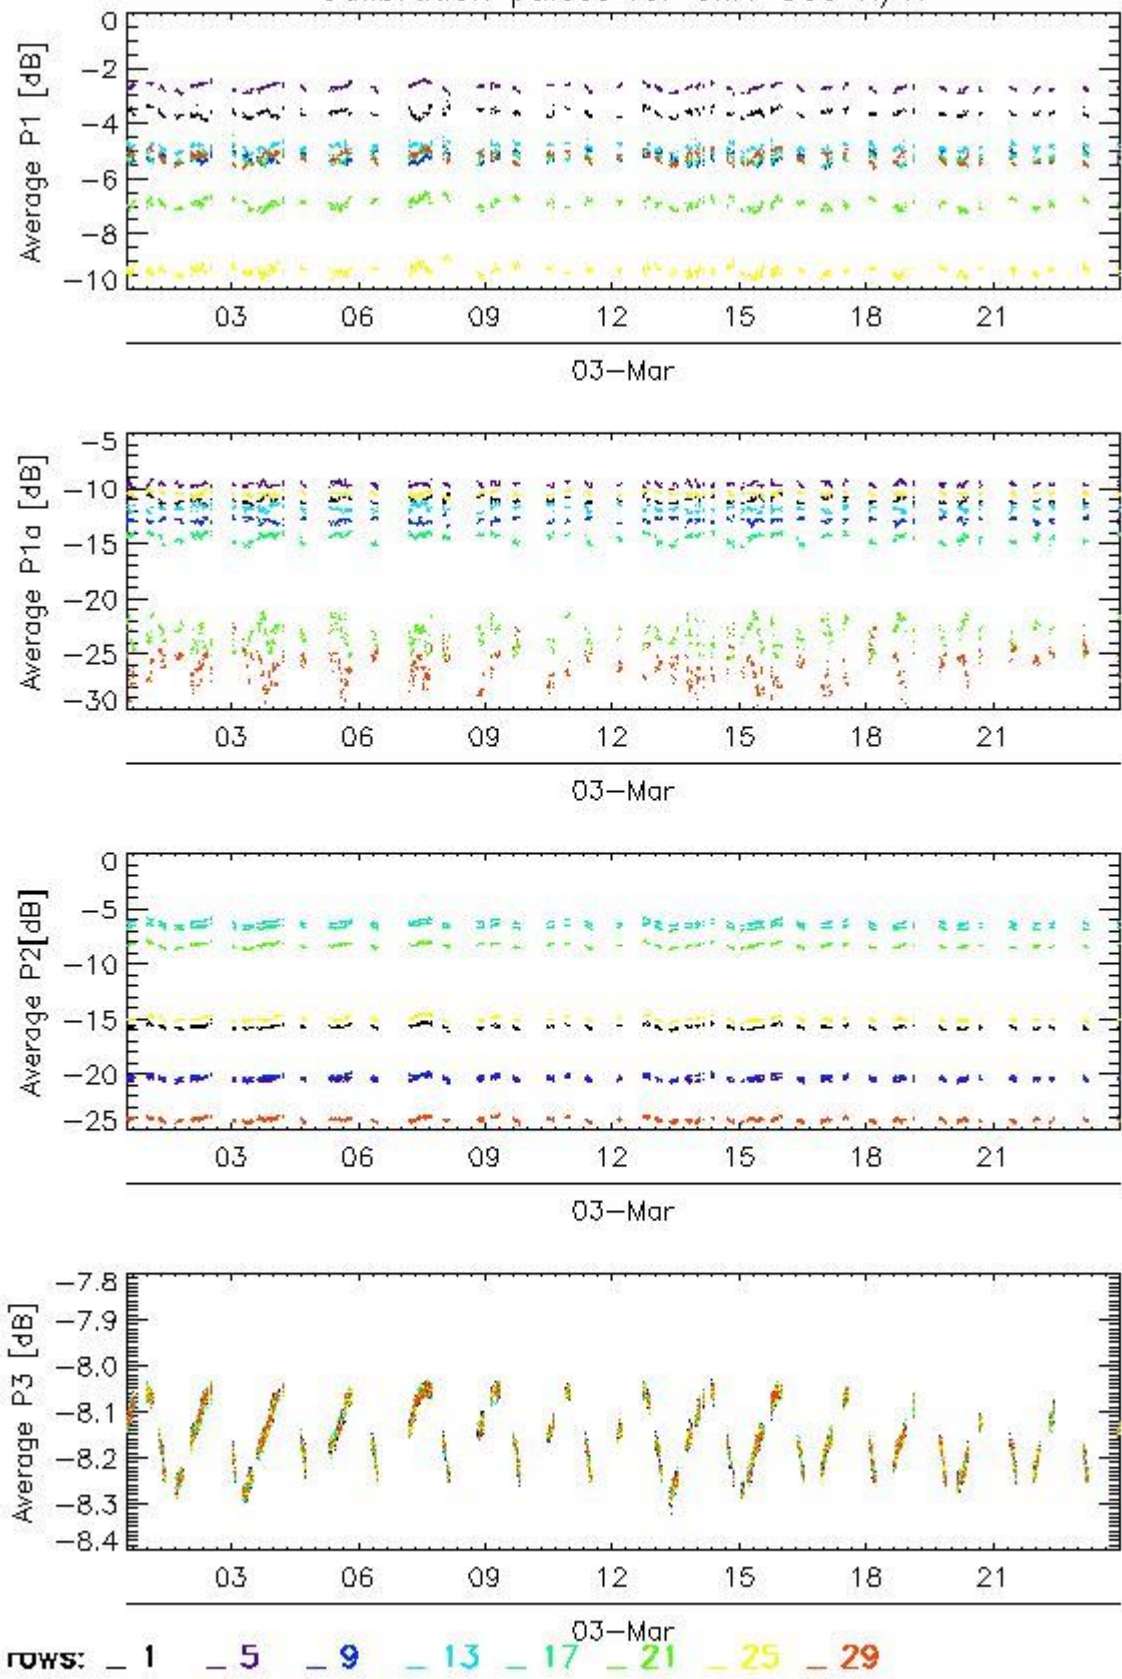 Average P1 [dB]
0
−2
−4
−6
−8
−10
03 06 09 12 15 18 21
03−Mar
Average P1a [dB]
−5
−10
−15
−20
−25
−30
03 06 09 12 15 18 21
03−Mar
Average P2[dB]
0
−5
−10
−15
−20
−25
03 06 09 12 15 18 21
03−Mar
Average P3 [dB]
−7.8
−7.9
−8.0
−8.1
−8.2
−8.3
−8.4
03 06 09 12 15 18 21
03−Mar
rows: _ 1 _ 5 _ 9 _ 13 _ 17 _ 21 _ 25 _ 29